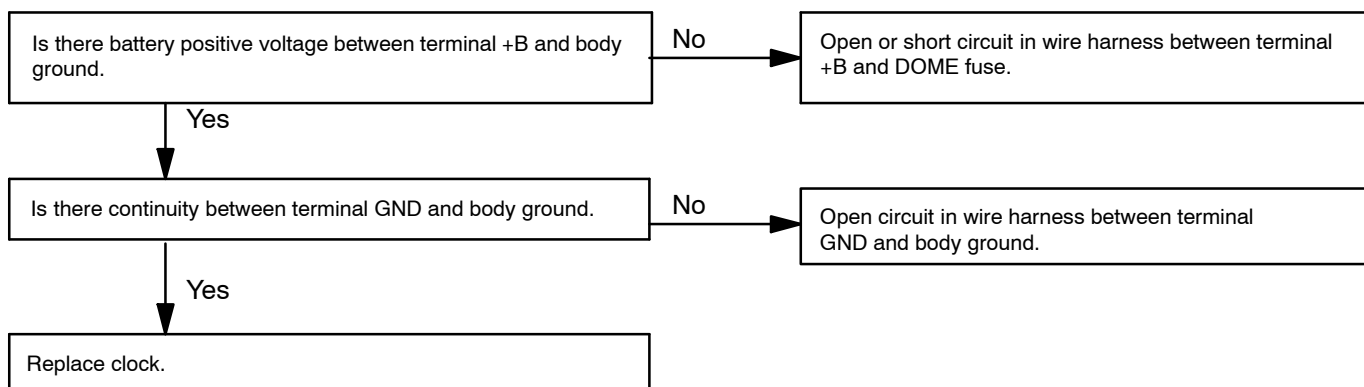 Is there battery positive voltage between terminal +B and body
ground.
No
Open or short circuit in wire harness between terminal
+B and DOME fuse.
Yes
Is there continuity between terminal GND and body ground.
No
Open circuit in wire harness between terminal
GND and body ground.
Yes
Replace clock.